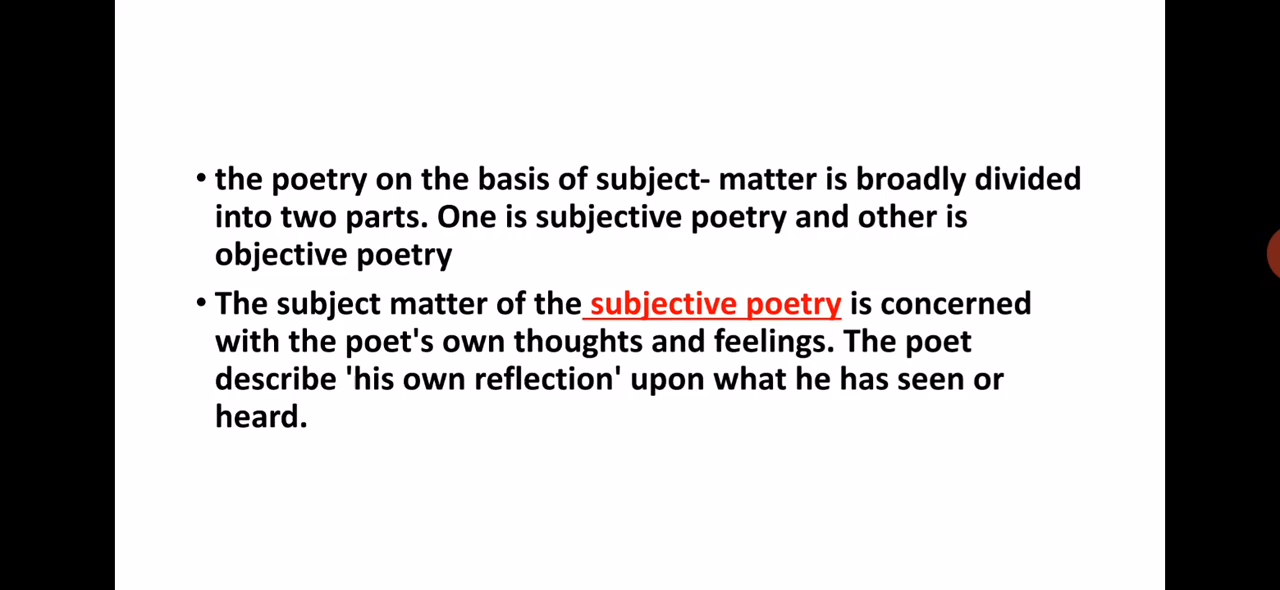 • the poetry on the basis of subject- matter is broadly divided
into two parts. One is subjective poetry and other is
objective poetry
• The subject matter of the subjective poetry is concerned
with the poet's own thoughts and feelings. The poet
describe 'his own reflection' upon what he has seen or
heard.